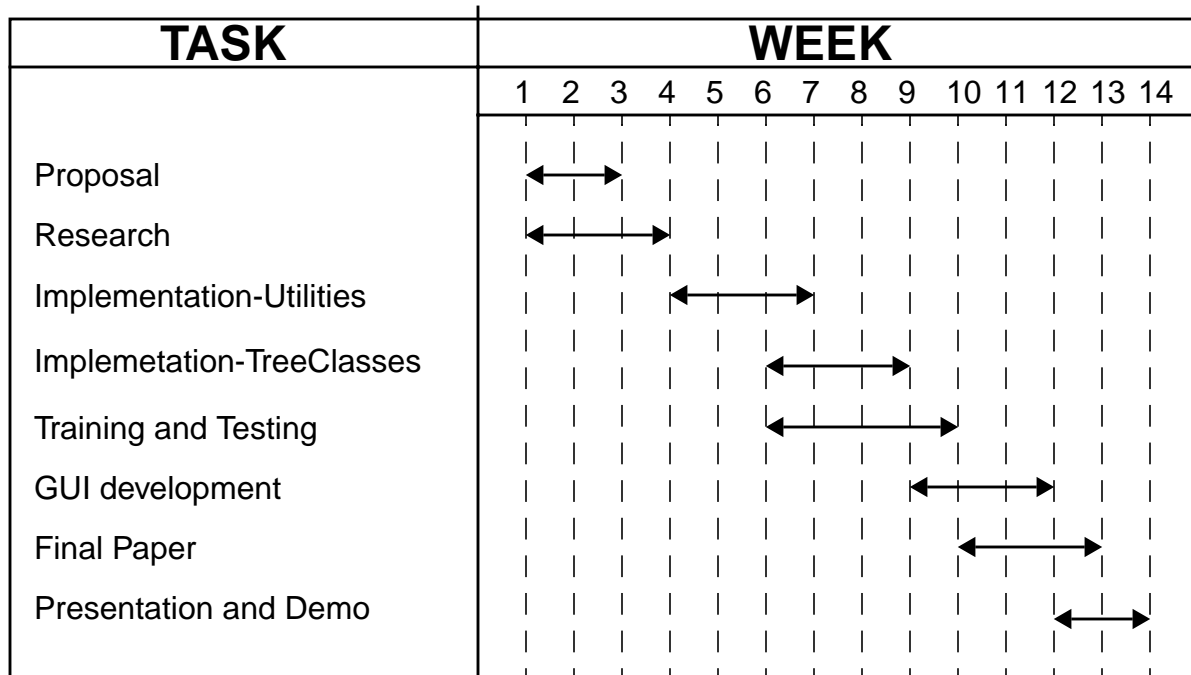 TASK WEEK
1 2 3 4 5 6 7 8 9 10 11 12 13 14
Proposal
Research
Implementation-Utilities
Implemetation-TreeClasses
Training and Testing
GUI development
Final Paper
Presentation and Demo